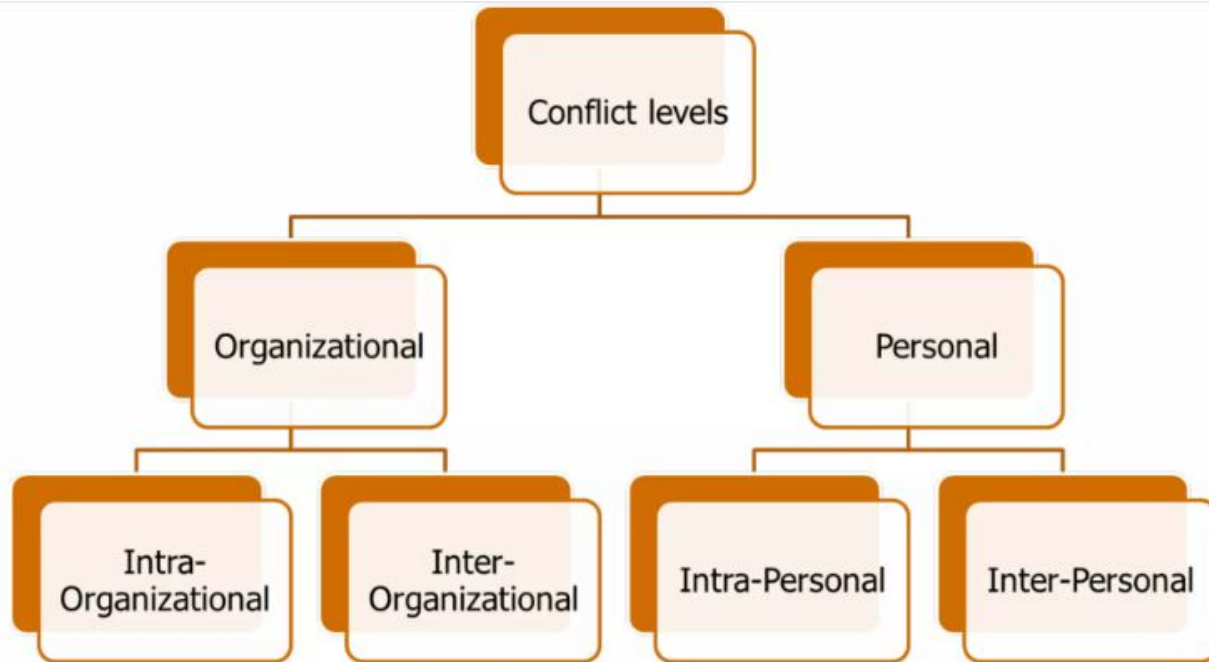 Conflict levels
Organizational
Personal
Intra-
Organizational
Inter-
Organizational
Intra-Personal
Inter-Personal